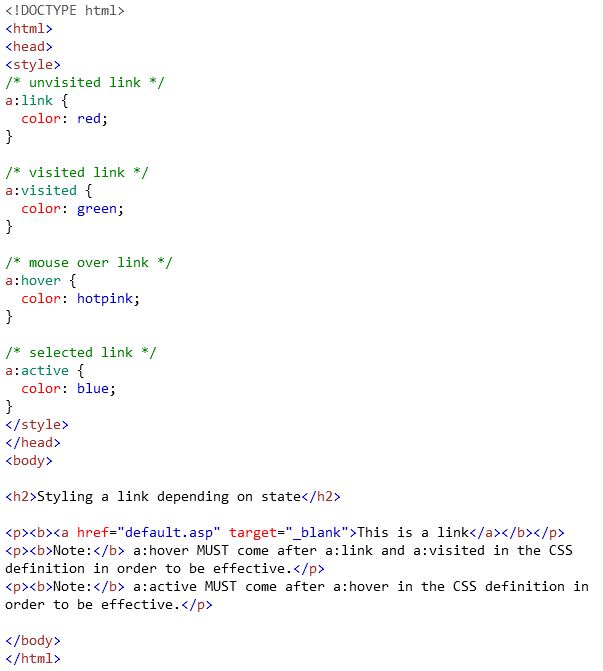 <!DOCTYPE html>
<html>
<head>
<style>
/* unvisited link */
a:link {
  color: red;
}

/* visited link */
a:visited {
  color: green;
}

/* mouse over link */
a:hover {
  color: hotpink;
}

/* selected link */
a:active {
  color: blue;
}
</style>
</head>
<body>

<h2>Styling a link depending on state</h2>

<p><b><a href="default.asp" target="_blank">This is a link</a></b></p>
<p><b>Note:</b> a:hover MUST come after a:link and a:visited in the CSS
definition in order to be effective.</p>
<p><b>Note:</b> a:active MUST come after a:hover in the CSS definition in
order to be effective.</p>

</body>
</html>